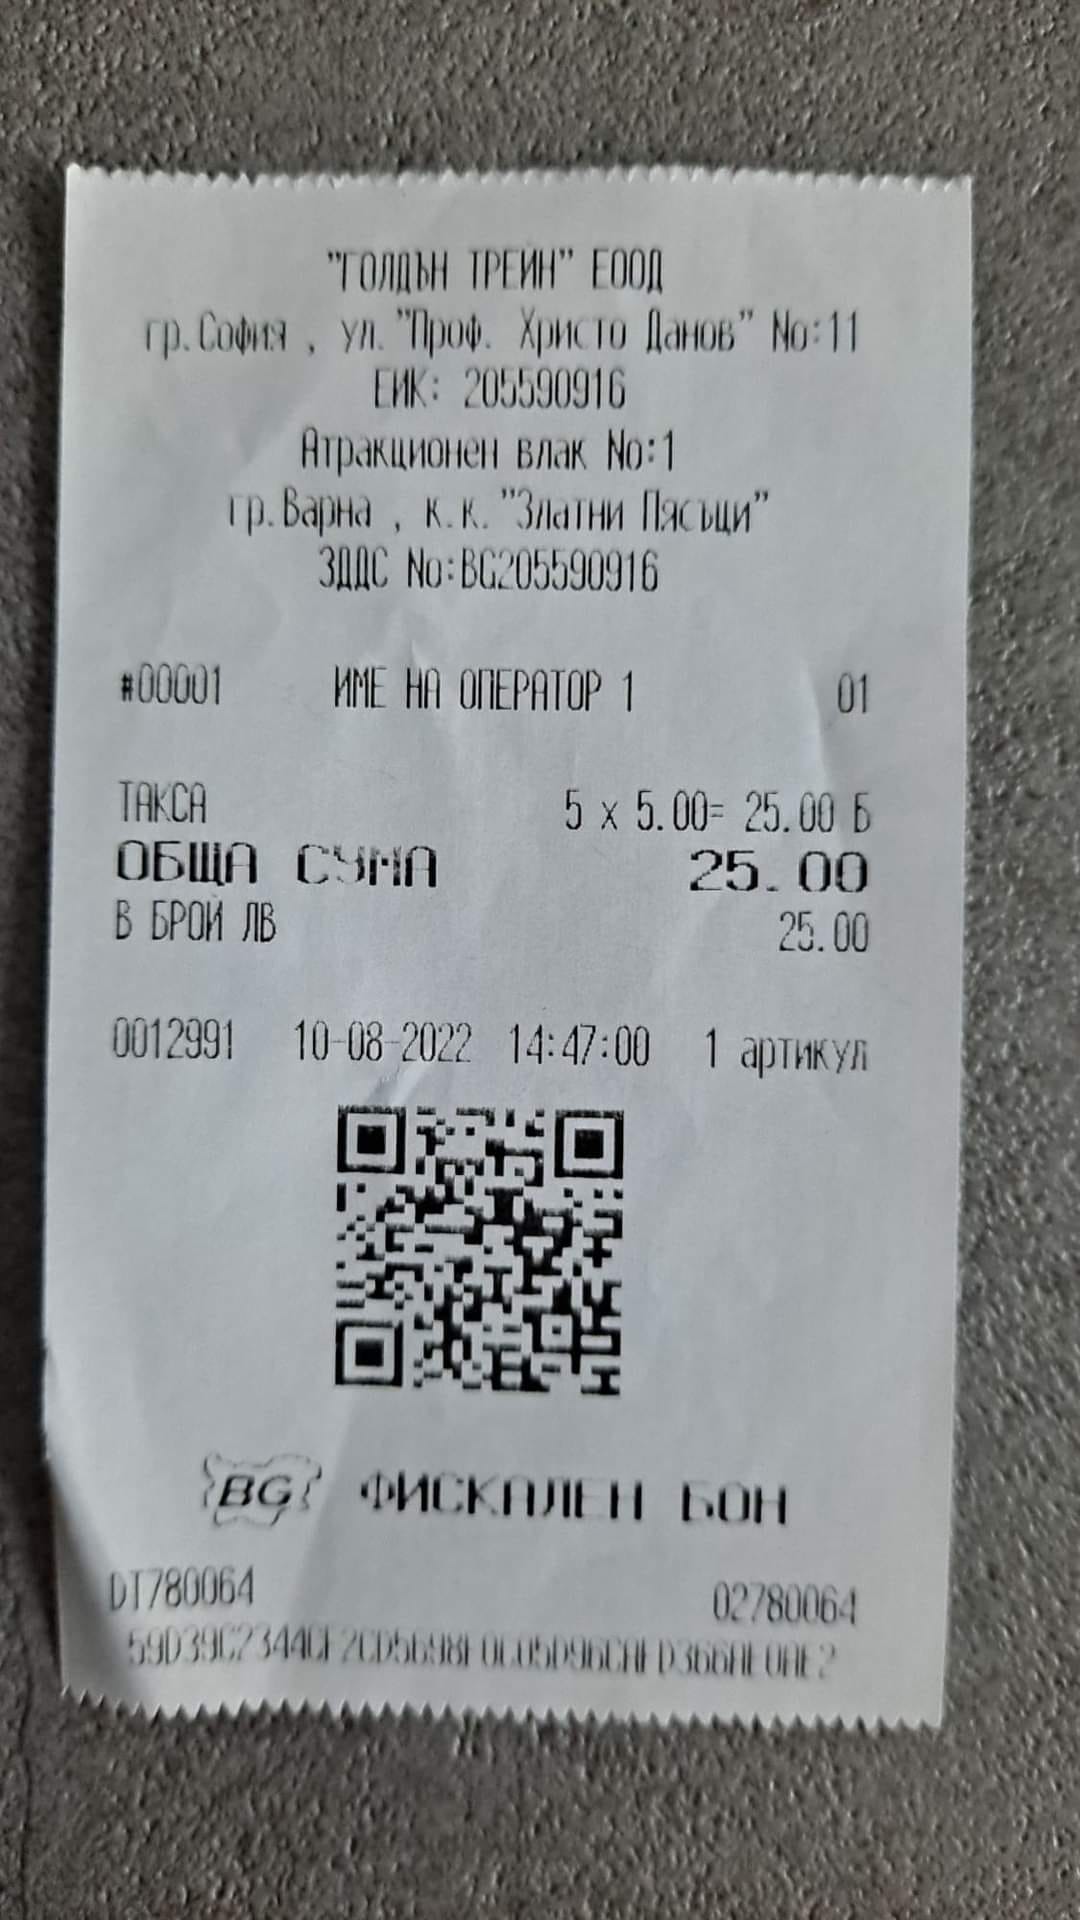 "ГОЛДЪН ТРЕЙН" ЕООД
гр.София , ул."Проф. Христо Данов" No:11
ЕИК: 205590916
Атракционен влак No:1
гр.Варна , к.к."Златни Пясъци"
ЗДДС No:BG205590916
#00001 ИМЕ НА ОПЕРАТОР 1 01
ТАКСА 5 x 5.00= 25.00 Б
ОБЩА СУМА 25.00
В БРОЙ ЛВ 25.00
0012991 10-08-2022 14:47:00 1 артикул
BG ФИСКАЛЕН БОН
DT780064 02780064